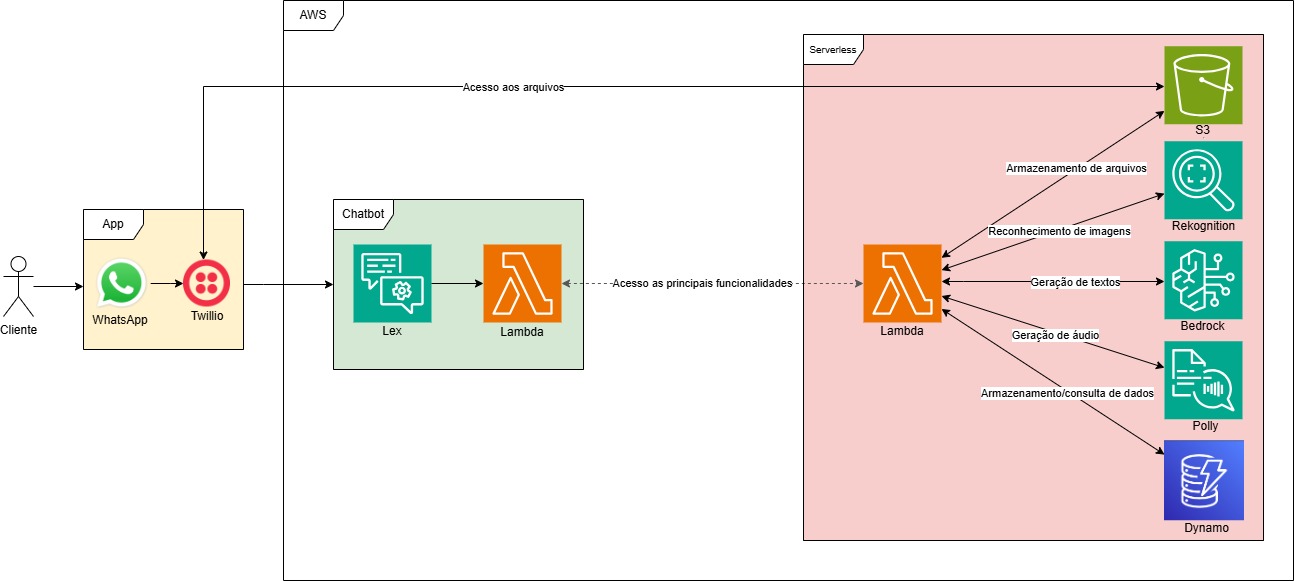 AWS
Serverless
Acesso aos arquivos
S3
Armazenamento de arquivos
App
Chatbot
Rekognition
Reconhecimento de imagens
Geração de textos
Acesso as principais funcionalidades
WhatsApp
Twillio
Cliente
Lex
Lambda
Lambda
Bedrock
Geração de áudio
Armazenamento/consulta de dados
Polly
Dynamo